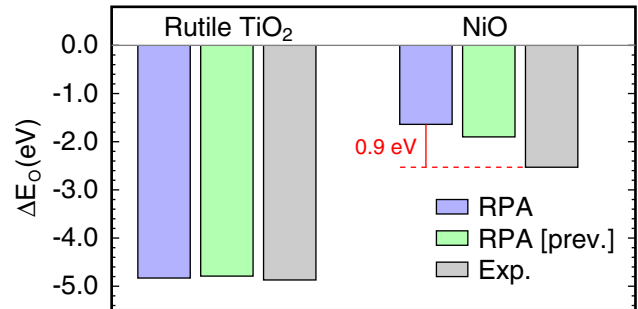 Rutile TiO₂ NiO
0.0
-1.0
-2.0
-3.0
-4.0
-5.0
ΔE_O(eV)
0.9 eV
RPA
RPA [prev.]
Exp.